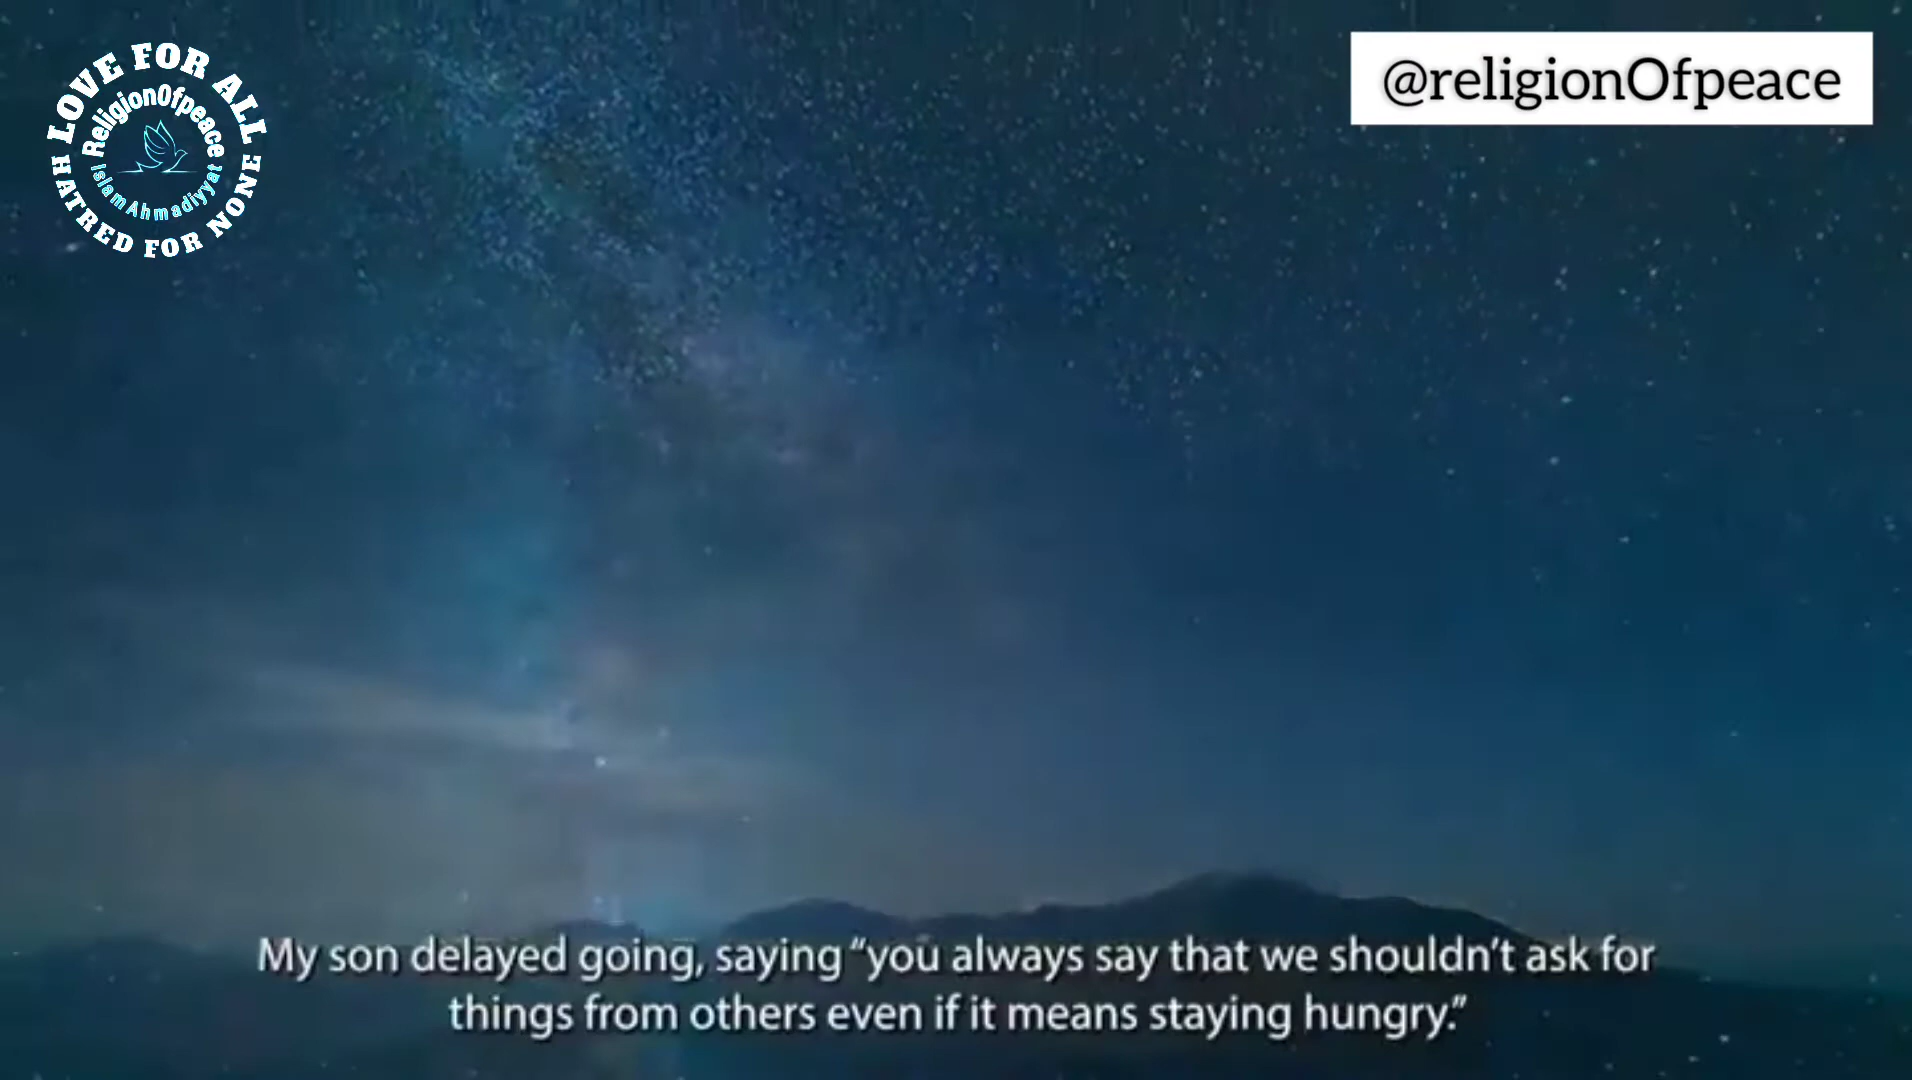 LOVE FOR ALL
HATRED FOR NONE
ReligionOfpeace
IslamAhmadiyyat
@religionOfpeace
My son delayed going, saying “you always say that we shouldn’t ask for
things from others even if it means staying hungry.”